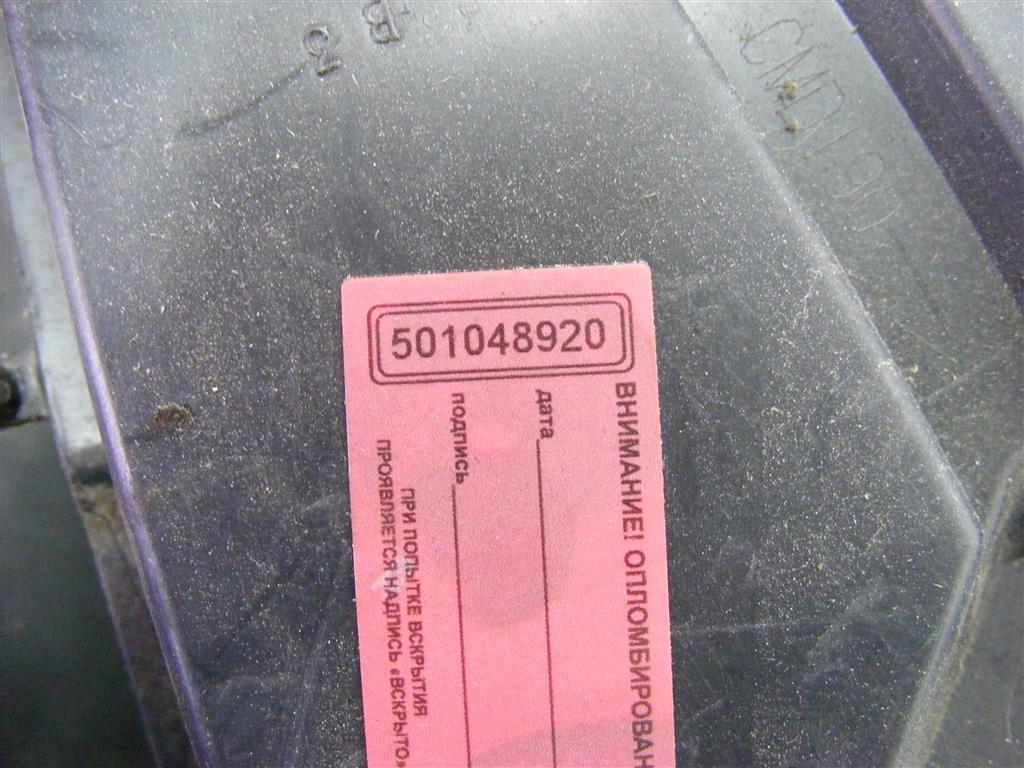 501048920
ВНИМАНИЕ! ОПЛОМБИРОВАН
дата
подпись
ПРИ ПОПЫТКЕ ВСКРЫТИЯ
ПРОЯВЛЯЕТСЯ НАДПИСЬ «ВСКРЫТО»